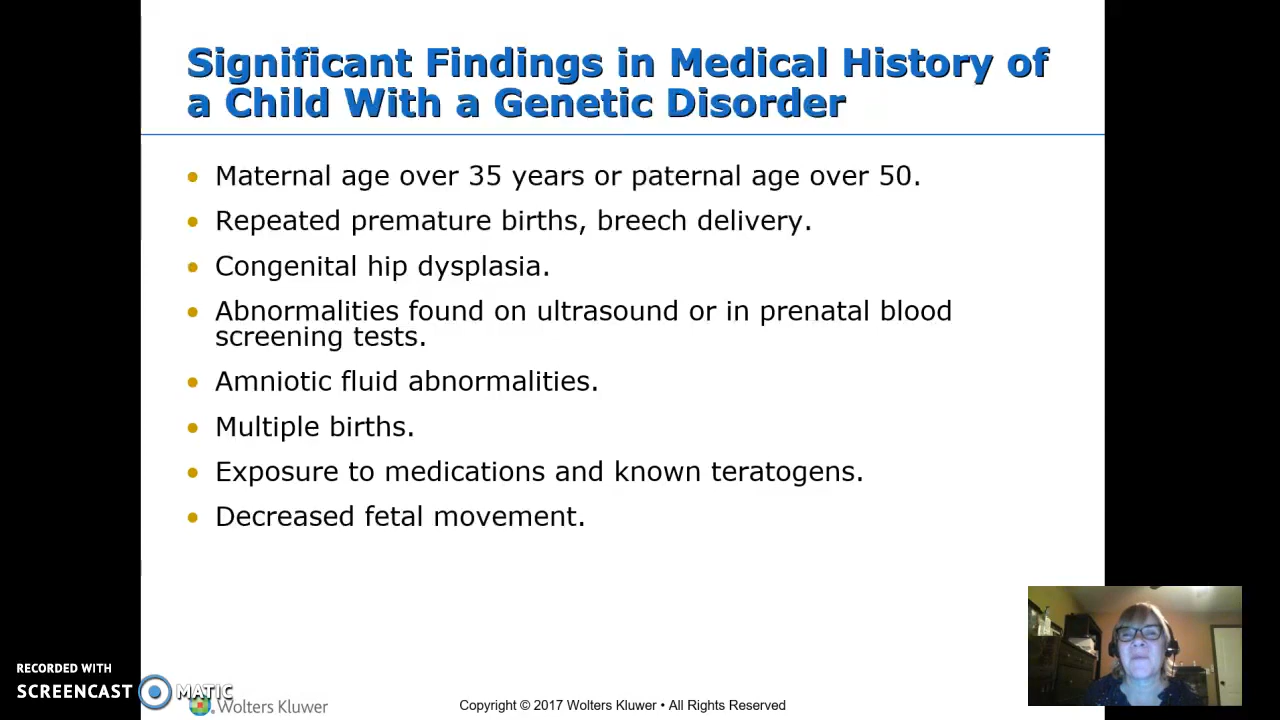 Significant Findings in Medical History of
a Child With a Genetic Disorder
• Maternal age over 35 years or paternal age over 50.
• Repeated premature births, breech delivery.
• Congenital hip dysplasia.
• Abnormalities found on ultrasound or in prenatal blood
screening tests.
• Amniotic fluid abnormalities.
• Multiple births.
• Exposure to medications and known teratogens.
• Decreased fetal movement.
RECORDED WITH
SCREENCAST MATIC
Wolters Kluwer
Copyright © 2017 Wolters Kluwer • All Rights Reserved